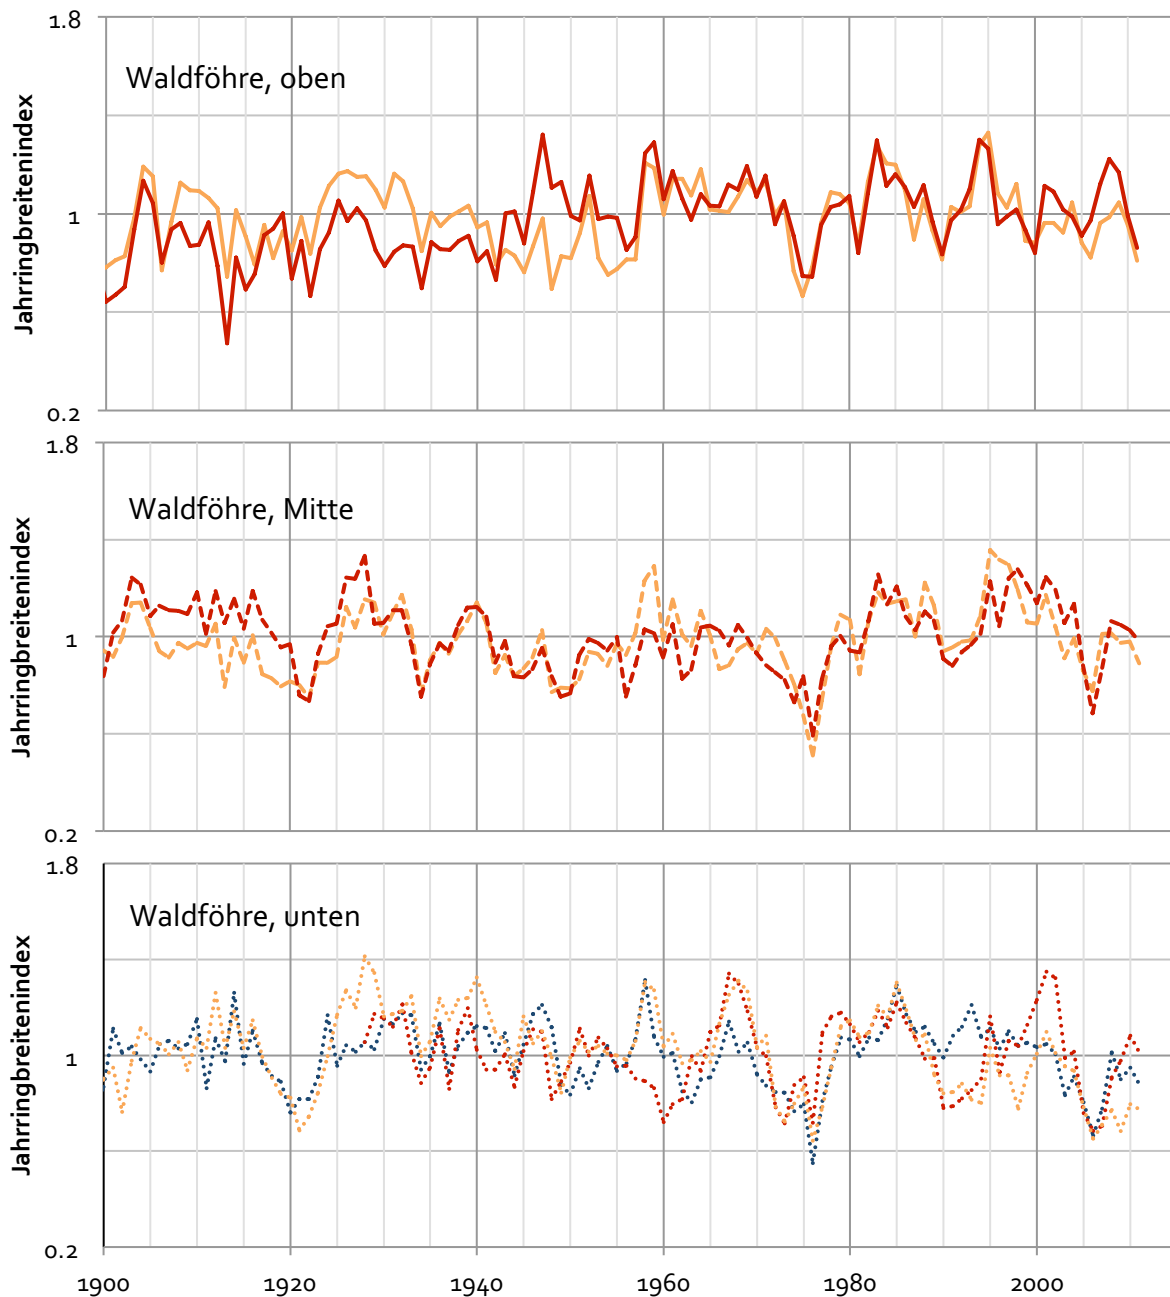 1.8
Waldföhre, oben
Jahrringbreitenindex
1
0.2
1.8
Waldföhre, Mitte
Jahrringbreitenindex
1
0.2
1.8
Waldföhre, unten
Jahrringbreitenindex
1
0.2
1900 1920 1940 1960 1980 2000